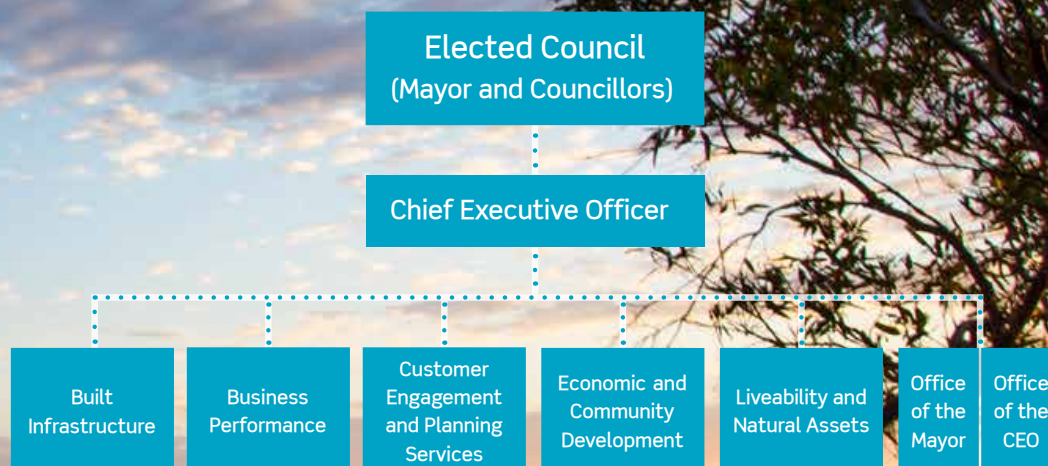 Elected Council
(Mayor and Councillors)
Chief Executive Officer
Built
Infrastructure
Business
Performance
Customer
Engagement
and Planning
Services
Economic and
Community
Development
Liveability and
Natural Assets
Office
of the
Mayor
Office
of the
CEO